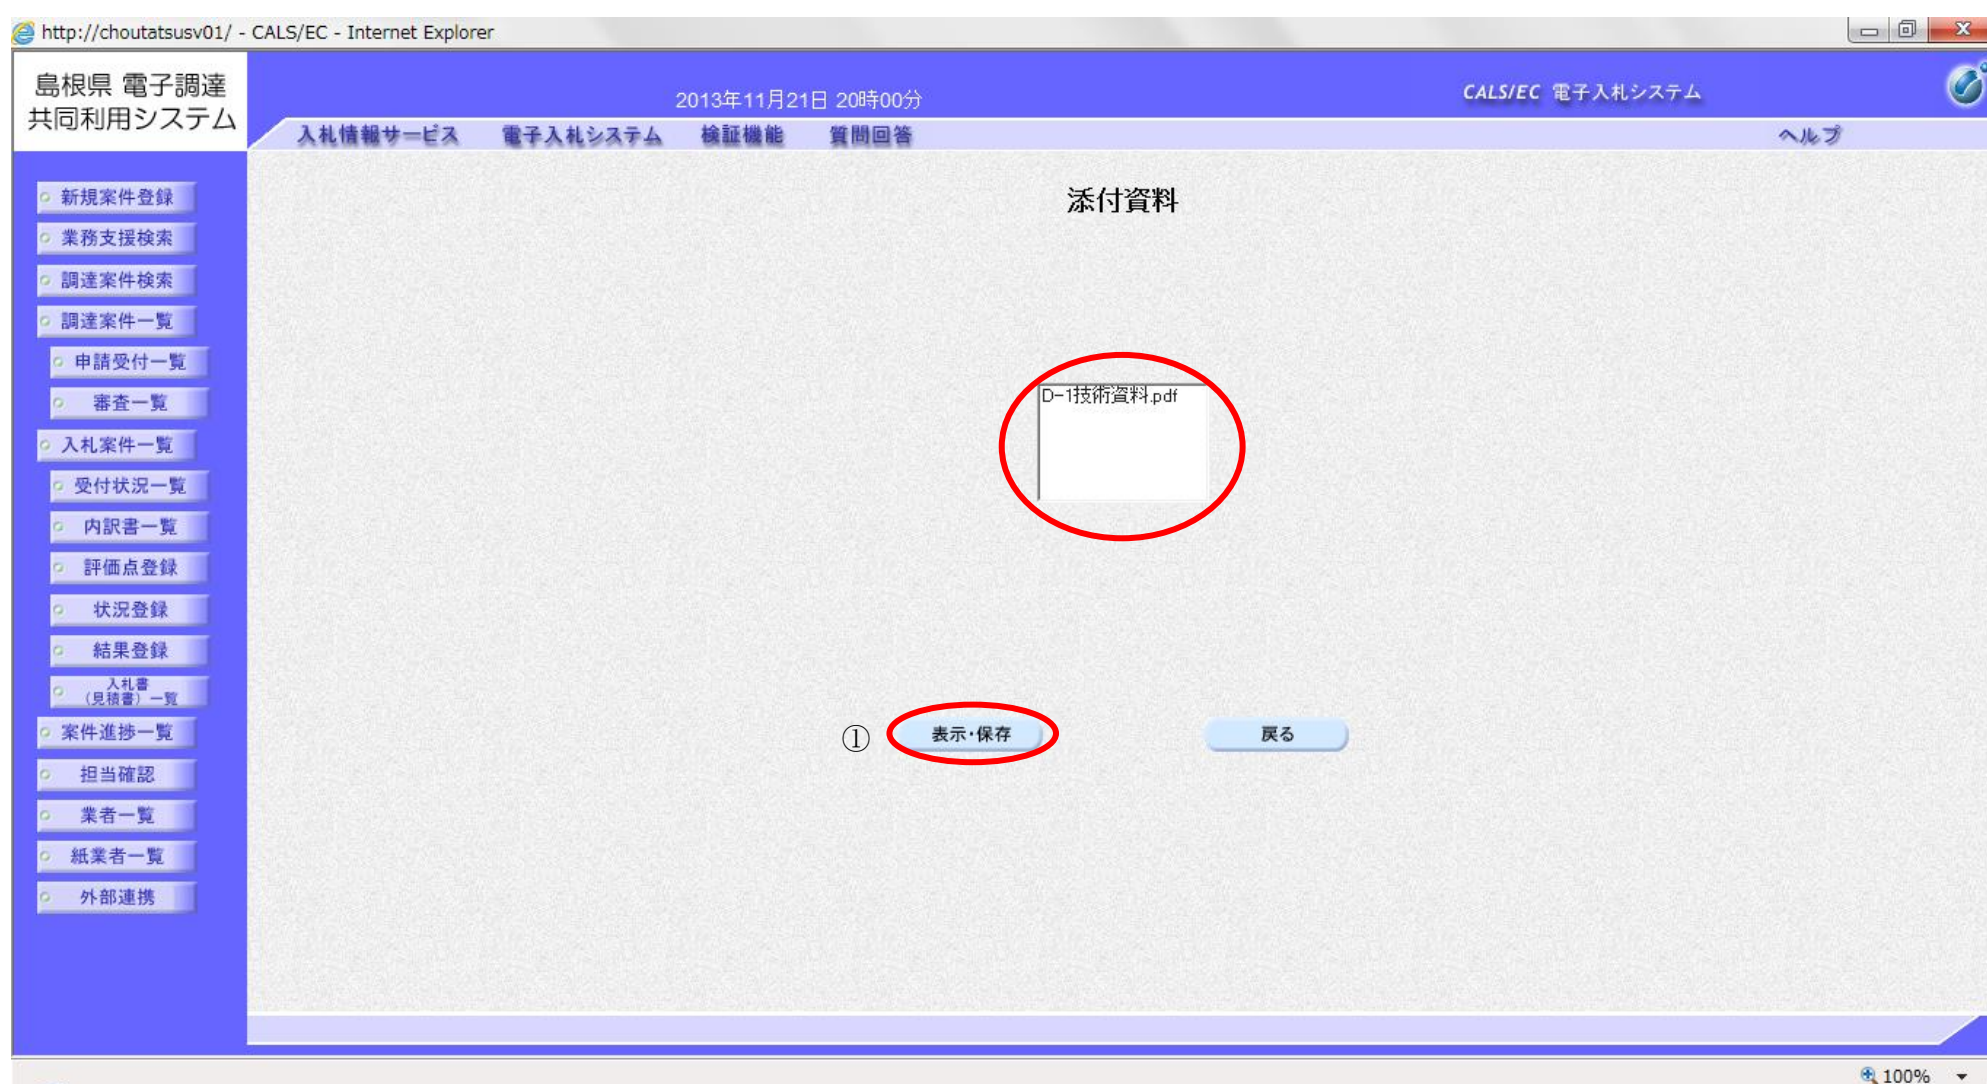 http://choutatsusv01/ - CALS/EC - Internet Explorer
島根県 電子調達
共同利用システム
2013年11月21日 20時00分
CALS/EC 電子入札システム
入札情報サービス 電子入札システム 検証機能 質問回答 ヘルプ
新規案件登録
業務支援検索
調達案件検索
調達案件一覧
申請受付一覧
審査一覧
入札案件一覧
受付状況一覧
内訳書一覧
評価点登録
状況登録
結果登録
入札書
(見積書)一覧
案件進捗一覧
担当確認
業者一覧
紙業者一覧
外部連携
添付資料
D-1技術資料.pdf
① 表示・保存 戻る
100%